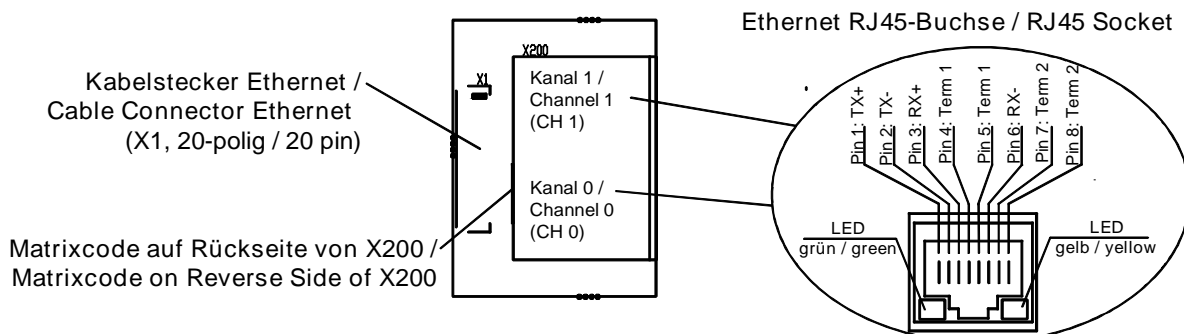 Ethernet RJ45-Buchse / RJ45 Socket
X200
X1
Kabelstecker Ethernet /
Cable Connector Ethernet
(X1, 20-polig / 20 pin)
Kanal 1 /
Channel 1
(CH 1)
Kanal 0 /
Channel 0
(CH 0)
Matrixcode auf Rückseite von X200 /
Matrixcode on Reverse Side of X200
Pin 1: TX+
Pin 2: TX-
Pin 3: RX+
Pin 4: Term 1
Pin 5: Term 1
Pin 6: RX-
Pin 7: Term 2
Pin 8: Term 2
LED
grün / green
LED
gelb / yellow